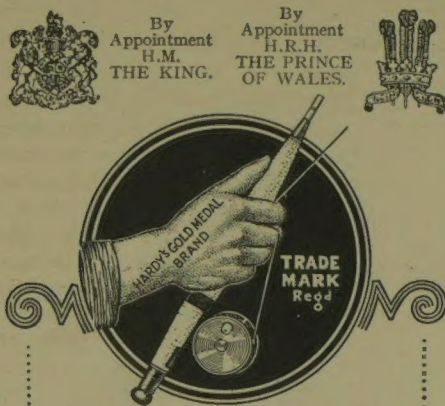 By
Appointment
H.M.
THE KING.
By
Appointment
H.R.H.
THE PRINCE
OF WALES.
HARDY'S GOLD MEDAL
BRAND
TRADE
MARK
Regd